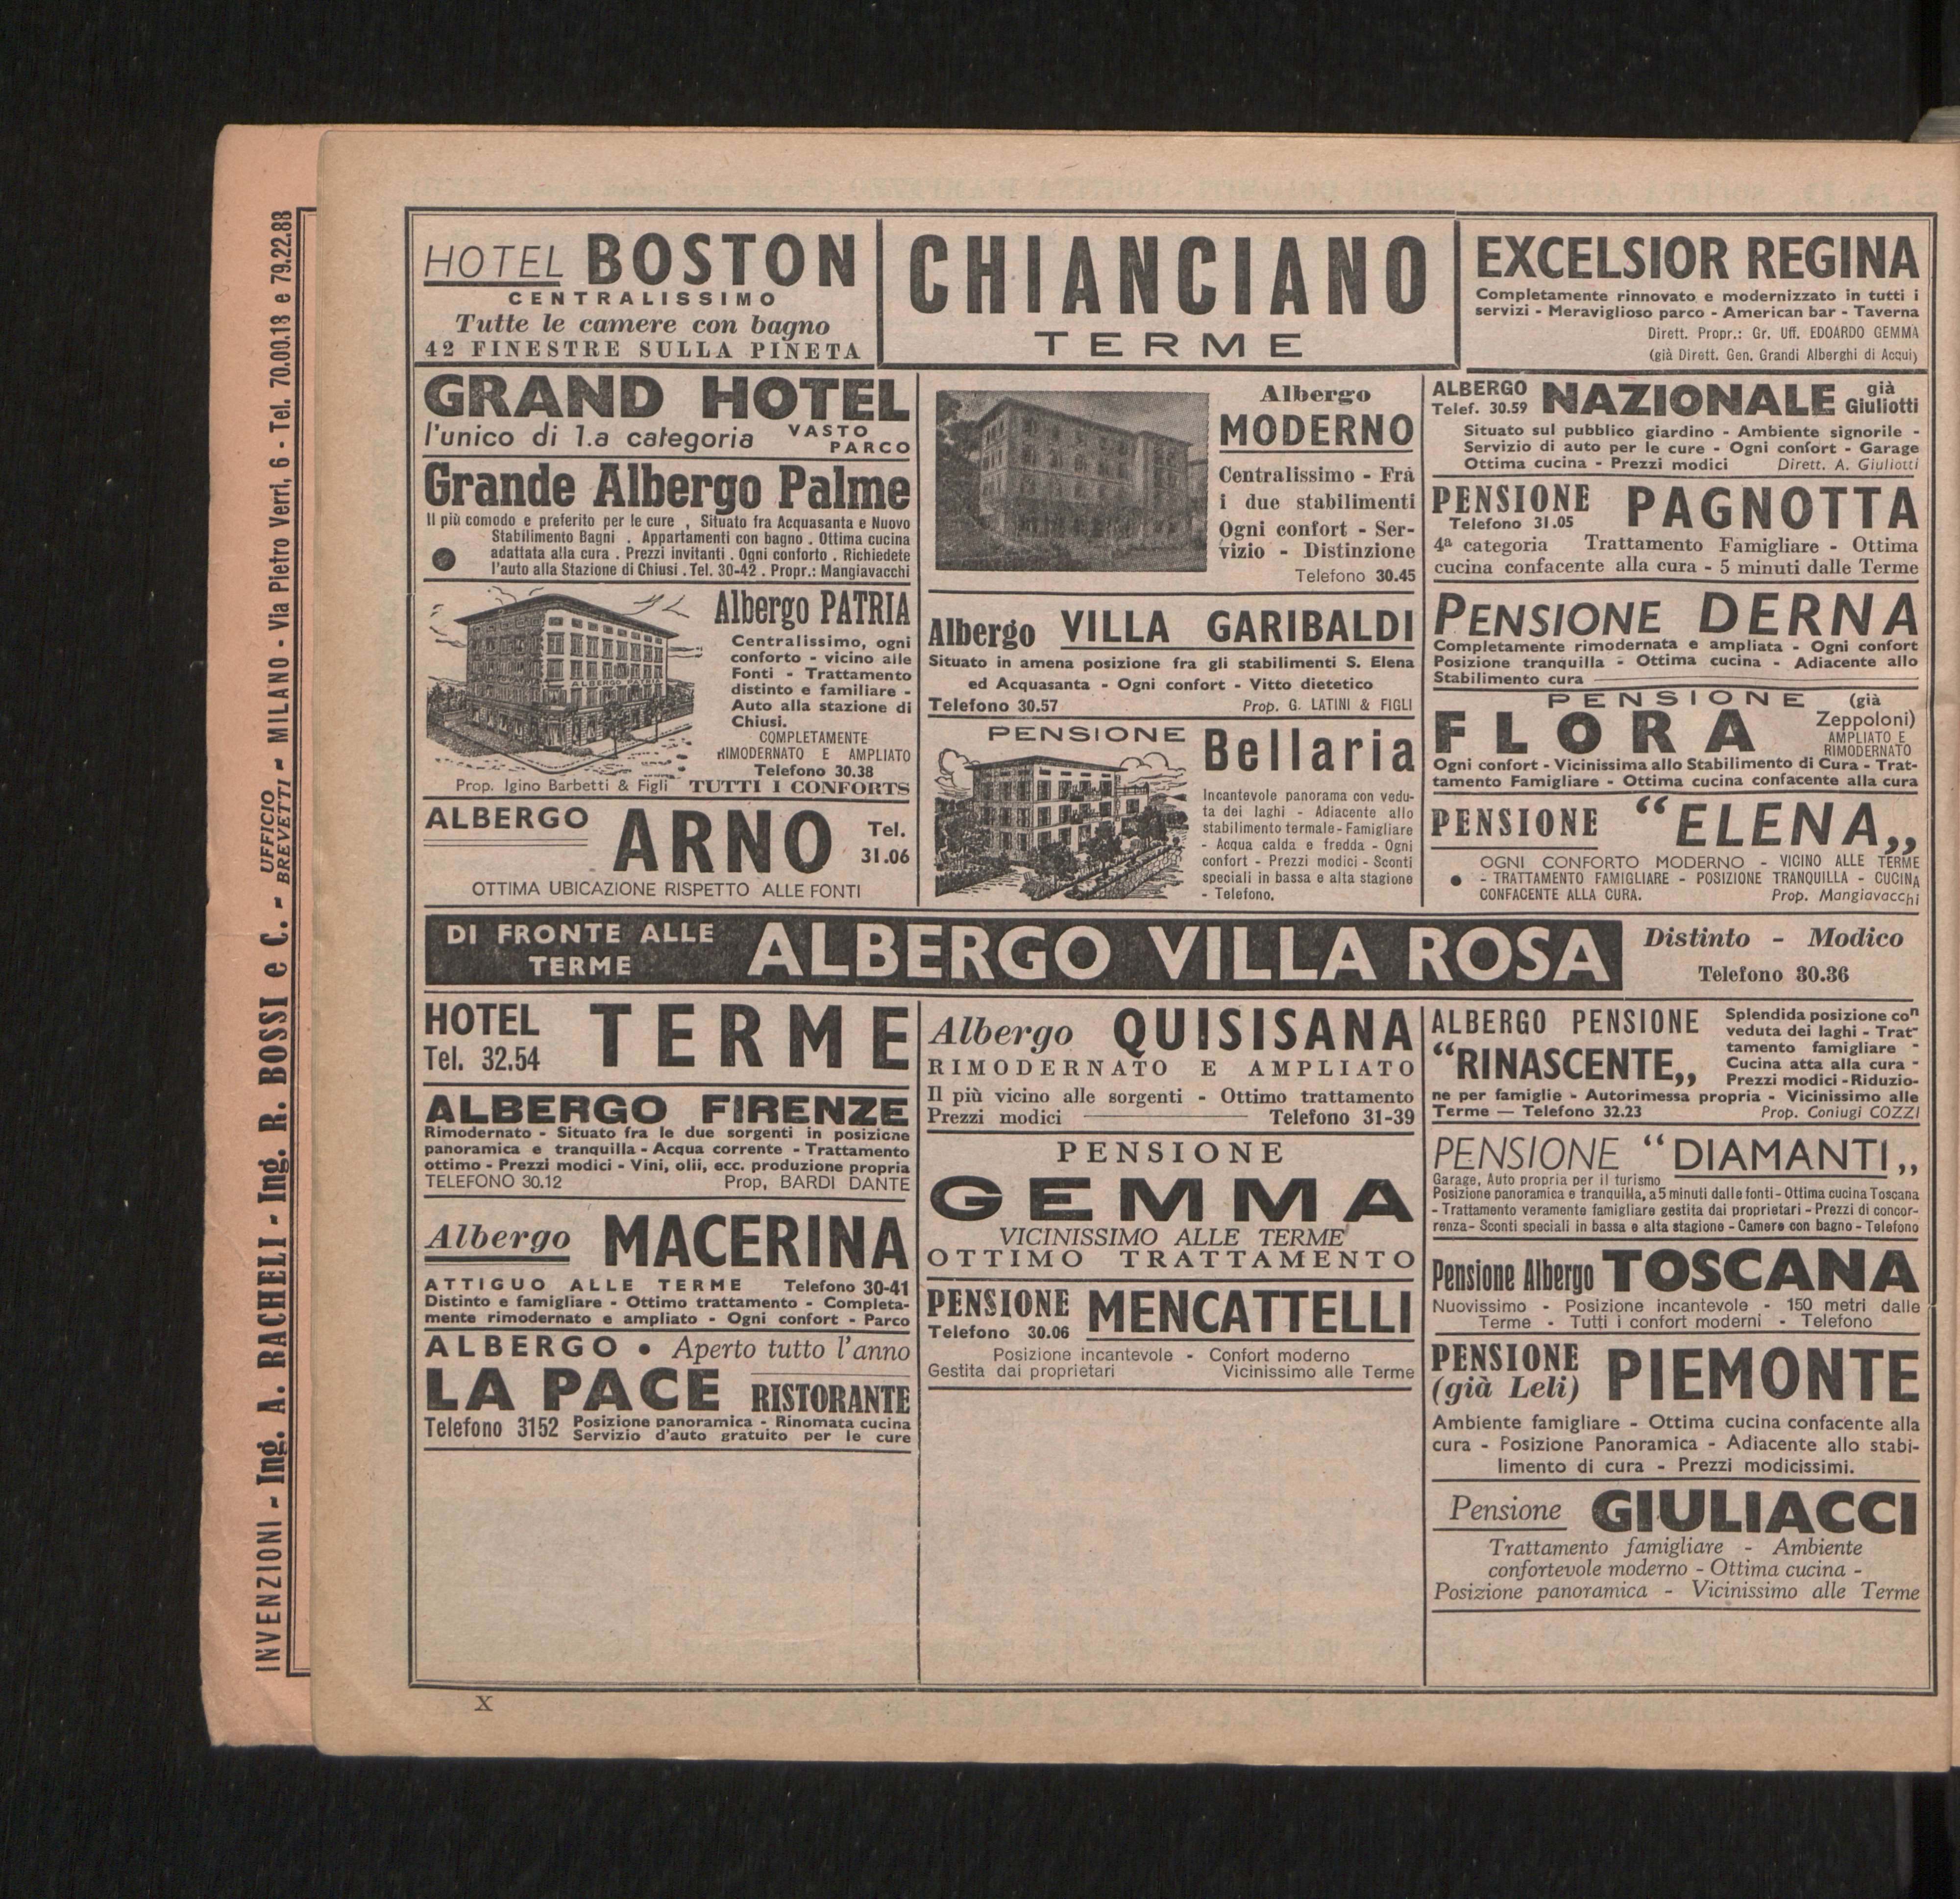 INVENZIONI - Ing. A. RACHELI - Ing. R. BOSSI e C. - UFFICIO BREVETTI - MILANO - Via Pietro Verri, 6 - Tel. 70.00.18 e 79.22.88
HOTEL BOSTON
CENTRALISSIMO
Tutte le camere con bagno
42 FINESTRE SULLA PINETA
CHIANCIANO
TERME
EXCELSIOR REGINA
Completamente rinnovato e modernizzato in tutti i
servizi - Meraviglioso parco - American bar - Taverna
Dirett. Propr.: Gr. Uff. EDOARDO GEMMA
(già Dirett. Gen. Grandi Alberghi di Acqui)
GRAND HOTEL
l'unico di 1.a categoria VASTO
PARCO
Grande Albergo Palme
Il più comodo e preferito per le cure , Situato fra Acquasanta e Nuovo
Stabilimento Bagni . Appartamenti con bagno . Ottima cucina
adattata alla cura . Prezzi invitanti . Ogni conforto . Richiedete
l'auto alla Stazione di Chiusi . Tel. 30-42 . Propr.: Mangiavacchi
Albergo PATRIA
Centralissimo, ogni
conforto - vicino alle
Fonti - Trattamento
distinto e familiare -
Auto alla stazione di
Chiusi.
COMPLETAMENTE
RIMODERNATO E AMPLIATO
Telefono 30.38
Prop. Igino Barbetti & Figli TUTTI I CONFORTS
ALBERGO PATRIA
ALBERGO ARNO Tel.
31.06
OTTIMA UBICAZIONE RISPETTO ALLE FONTI
Albergo
MODERNO
Centralissimo - Fra
i due stabilimenti
Ogni confort - Ser-
vizio - Distinzione
Telefono 30.45
Albergo VILLA GARIBALDI
Situato in amena posizione fra gli stabilimenti S. Elena
ed Acquasanta - Ogni confort - Vitto dietetico
Telefono 30.57 Prop. G. LATINI & FIGLI
PENSIONE Bellaria
Incantevole panorama con vedu-
ta dei laghi - Adiacente allo
stabilimento termale - Famigliare
- Acqua calda e fredda - Ogni
confort - Prezzi modici - Sconti
speciali in bassa e alta stagione
- Telefono.
ALBERGO NAZIONALE già
Telef. 30.59 Giuliotti
Situato sul pubblico giardino - Ambiente signorile -
Servizio di auto per le cure - Ogni confort - Garage
Ottima cucina - Prezzi modici Dirett. A. Giuliotti
PENSIONE PAGNOTTA
Telefono 31.05
4ª categoria Trattamento Famigliare - Ottima
cucina confacente alla cura - 5 minuti dalle Terme
PENSIONE DERNA
Completamente rimodernata e ampliata - Ogni confort
Posizione tranquilla - Ottima cucina - Adiacente allo
Stabilimento cura
PENSIONE (già
FLORA Zeppoloni)
AMPLIATO E
RIMODERNATO
Ogni confort - Vicinissima allo Stabilimento di Cura - Trat-
tamento Famigliare - Ottima cucina confacente alla cura
PENSIONE “ELENA„
OGNI CONFORTO MODERNO - VICINO ALLE TERME
● - TRATTAMENTO FAMIGLIARE - POSIZIONE TRANQUILLA - CUCINA
CONFACENTE ALLA CURA. Prop. Mangiavacchi
DI FRONTE ALLE
TERME ALBERGO VILLA ROSA
Distinto - Modico
Telefono 30.36
HOTEL TERME
Tel. 32.54
ALBERGO FIRENZE
Rimodernato - Situato fra le due sorgenti in posizione
panoramica e tranquilla - Acqua corrente - Trattamento
ottimo - Prezzi modici - Vini, olii, ecc. produzione propria
TELEFONO 30.12 Prop, BARDI DANTE
Albergo MACERINA
ATTIGUO ALLE TERME Telefono 30-41
Distinto e famigliare - Ottimo trattamento - Completa-
mente rimodernato e ampliato - Ogni confort - Parco
ALBERGO ● Aperto tutto l'anno
LA PACE RISTORANTE
Telefono 3152 Posizione panoramica - Rinomata cucina
Servizio d'auto gratuito per le cure
Albergo QUISISANA
RIMODERNATO E AMPLIATO
Il più vicino alle sorgenti - Ottimo trattamento
Prezzi modici Telefono 31-39
PENSIONE
GEMMA
VICINISSIMO ALLE TERME
OTTIMO TRATTAMENTO
PENSIONE MENCATTELLI
Telefono 30.06
Posizione incantevole - Confort moderno
Gestita dai proprietari Vicinissimo alle Terme
ALBERGO PENSIONE
“RINASCENTE„
Splendida posizione con
veduta dei laghi - Trat-
tamento famigliare -
Cucina atta alla cura -
Prezzi modici - Riduzio-
ne per famiglie - Autorimessa propria - Vicinissimo alle
Terme — Telefono 32.23 Prop. Coniugi COZZI
PENSIONE “DIAMANTI„
Garage, Auto propria per il turismo
Posizione panoramica e tranquilla, a 5 minuti dalle fonti - Ottima cucina Toscana
- Trattamento veramente famigliare gestita dai proprietari - Prezzi di concor-
renza - Sconti speciali in bassa e alta stagione - Camere con bagno - Telefono
Pensione Albergo TOSCANA
Nuovissimo - Posizione incantevole - 150 metri dalle
Terme - Tutti i confort moderni - Telefono
PENSIONE PIEMONTE
(già Leli)
Ambiente famigliare - Ottima cucina confacente alla
cura - Posizione Panoramica - Adiacente allo stabi-
limento di cura - Prezzi modicissimi.
Pensione GIULIACCI
Trattamento famigliare - Ambiente
confortevole moderno - Ottima cucina -
Posizione panoramica - Vicinissimo alle Terme
X